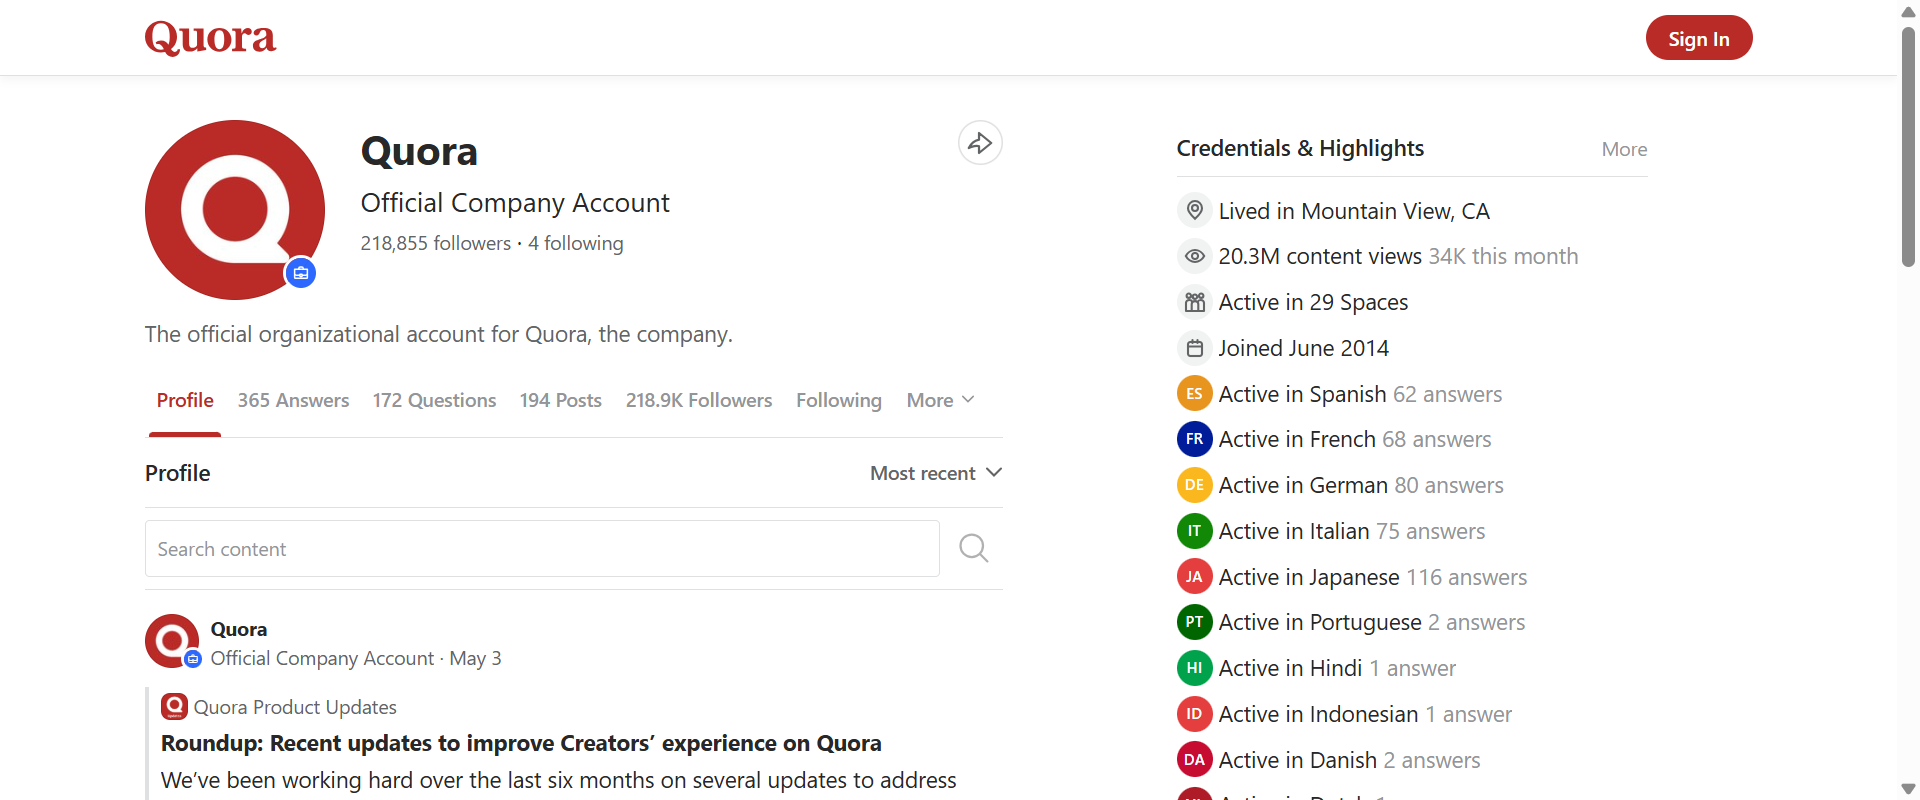 Quora
Sign In
Quora
Official Company Account
218,855 followers · 4 following
The official organizational account for Quora, the company.
Profile
365 Answers
172 Questions
194 Posts
218.9K Followers
Following
More
Profile
Most recent
Search content
Quora
Official Company Account · May 3
Quora Product Updates
Roundup: Recent updates to improve Creators’ experience on Quora
We’ve been working hard over the last six months on several updates to address
Credentials & Highlights
More
Lived in Mountain View, CA
20.3M content views 34K this month
Active in 29 Spaces
Joined June 2014
ES Active in Spanish 62 answers
FR Active in French 68 answers
DE Active in German 80 answers
IT Active in Italian 75 answers
JA Active in Japanese 116 answers
PT Active in Portuguese 2 answers
HI Active in Hindi 1 answer
ID Active in Indonesian 1 answer
DA Active in Danish 2 answers